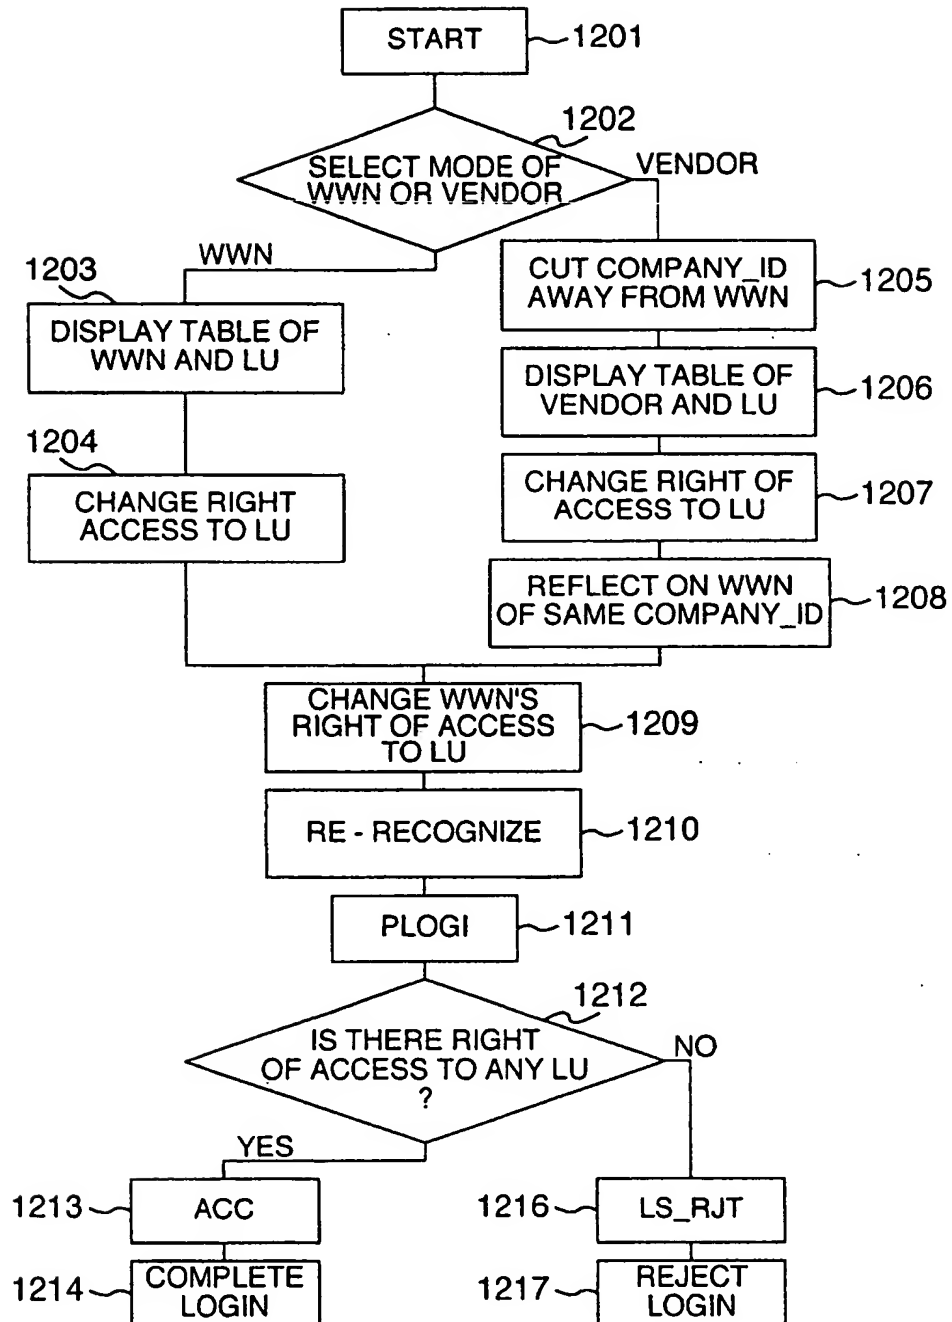 START
1201
1202
SELECT MODE OF
WWN OR VENDOR
VENDOR
WWN
1203
DISPLAY TABLE OF
WWN AND LU
CUT COMPANY_ID
AWAY FROM WWN
1205
DISPLAY TABLE OF
VENDOR AND LU
1206
1204
CHANGE RIGHT
ACCESS TO LU
CHANGE RIGHT OF
ACCESS TO LU
1207
REFLECT ON WWN
OF SAME COMPANY_ID
1208
CHANGE WWN'S
RIGHT OF ACCESS
TO LU
1209
RE - RECOGNIZE
1210
PLOGI
1211
1212
IS THERE RIGHT
OF ACCESS TO ANY LU
?
NO
YES
1213
ACC
1216
LS_RJT
1214
COMPLETE
LOGIN
1217
REJECT
LOGIN